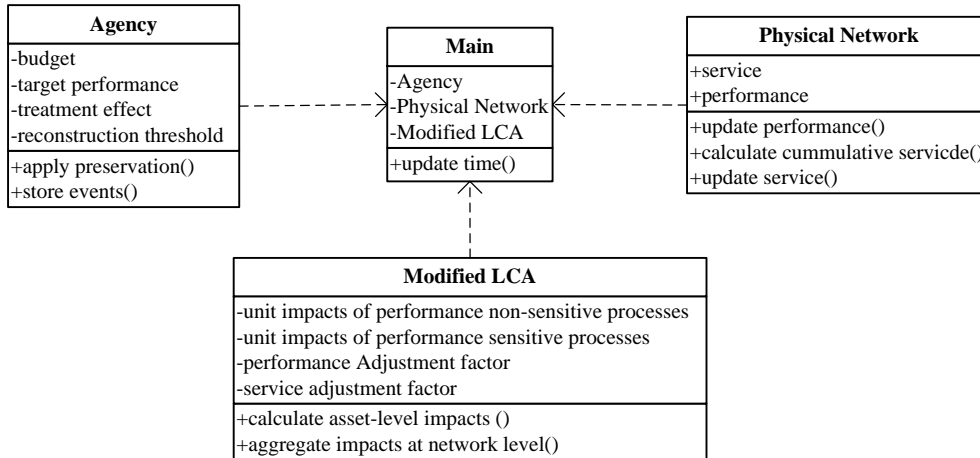 Agency
-budget
-target performance
-treatment effect
-reconstruction threshold
+apply preservation()
+store events()
Main
-Agency
-Physical Network
-Modified LCA
+update time()
Physical Network
+service
+performance
+update performance()
+calculate cummulative servicde()
+update service()
Modified LCA
-unit impacts of performance non-sensitive processes
-unit impacts of performance sensitive processes
-performance Adjustment factor
-service adjustment factor
+calculate asset-level impacts ()
+aggregate impacts at network level()